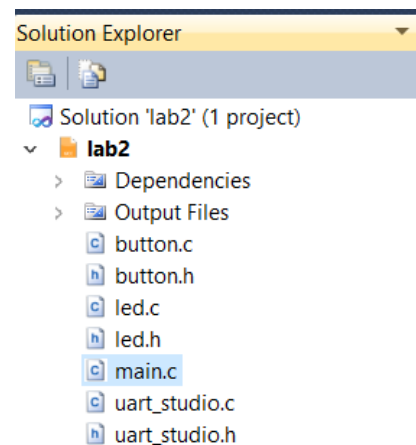 Solution Explorer
Solution 'lab2' (1 project)
lab2
Dependencies
Output Files
button.c
button.h
led.c
led.h
main.c
uart_studio.c
uart_studio.h